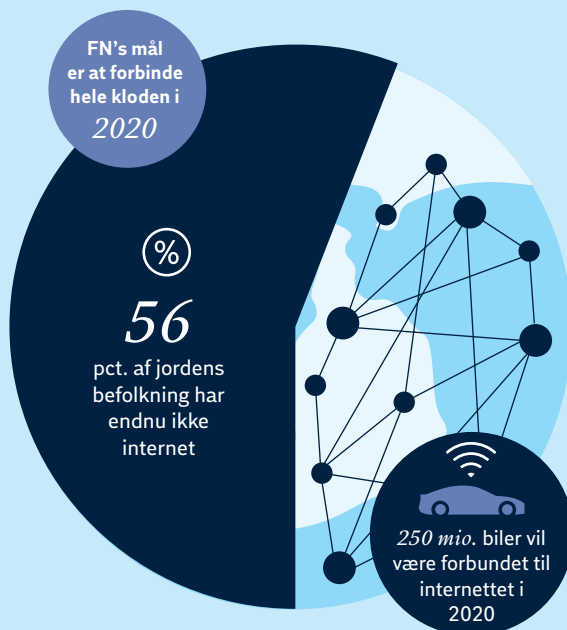 FN's mål
er at forbinde
hele kloden i
2020
%
56
pct. af jordens
befolkning har
endnu ikke
internet
250 mio. biler vil
være forbundet til
internettet i
2020